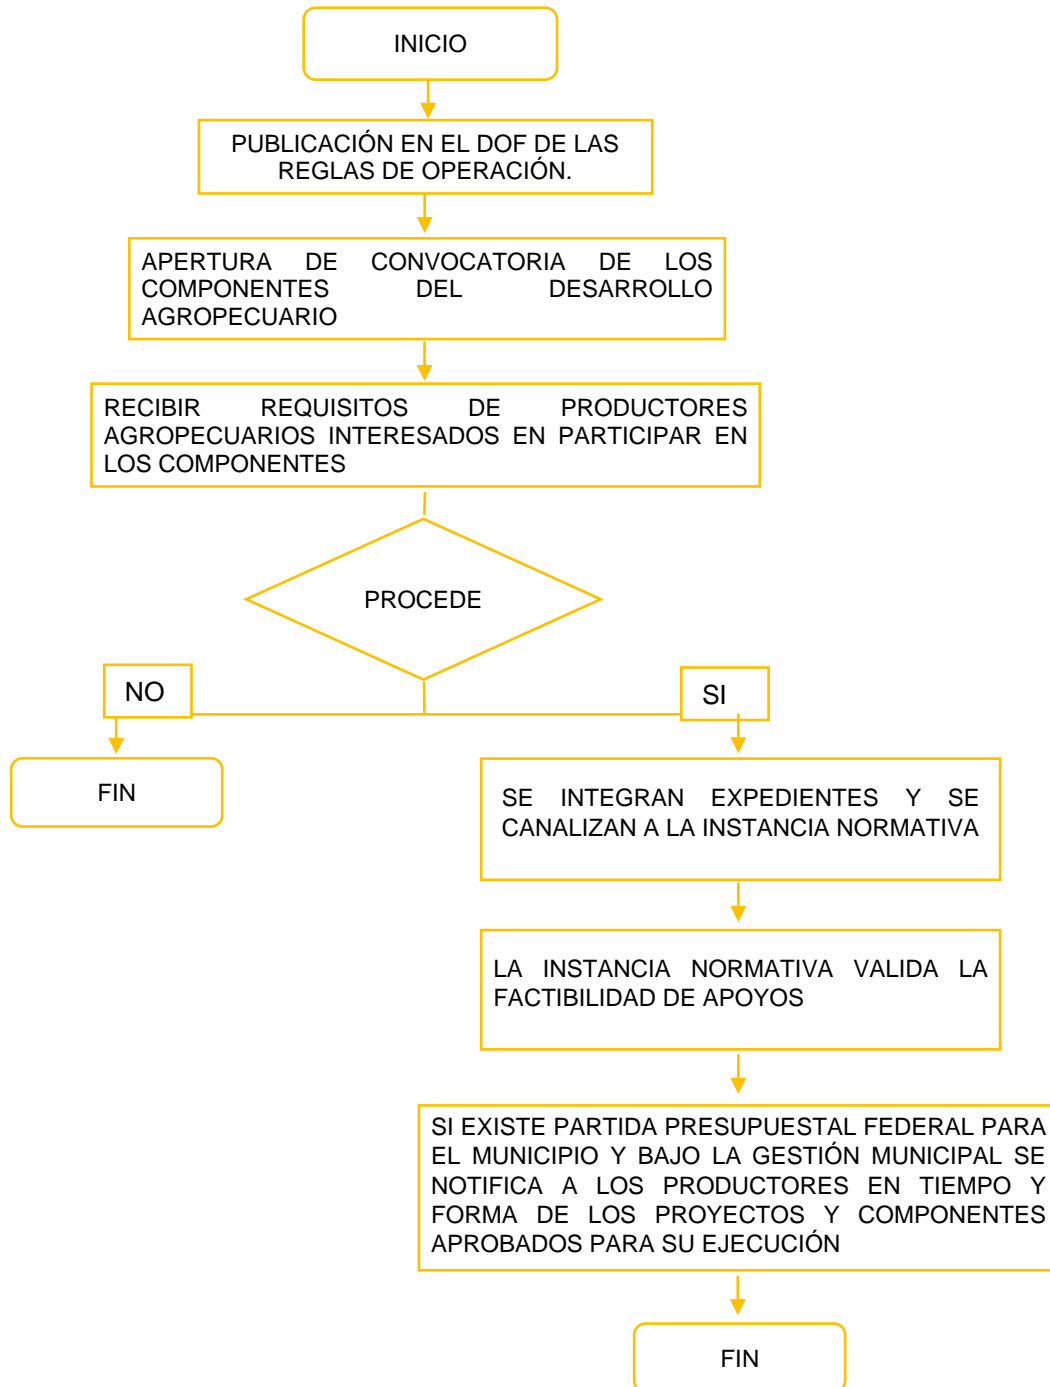 INICIO
PUBLICACIÓN EN EL DOF DE LAS
REGLAS DE OPERACIÓN.
APERTURA DE CONVOCATORIA DE LOS
COMPONENTES DEL DESARROLLO
AGROPECUARIO
RECIBIR REQUISITOS DE PRODUCTORES
AGROPECUARIOS INTERESADOS EN PARTICIPAR EN
LOS COMPONENTES
PROCEDE
NO
SI
FIN
SE INTEGRAN EXPEDIENTES Y SE
CANALIZAN A LA INSTANCIA NORMATIVA
LA INSTANCIA NORMATIVA VALIDA LA
FACTIBILIDAD DE APOYOS
SI EXISTE PARTIDA PRESUPUESTAL FEDERAL PARA
EL MUNICIPIO Y BAJO LA GESTIÓN MUNICIPAL SE
NOTIFICA A LOS PRODUCTORES EN TIEMPO Y
FORMA DE LOS PROYECTOS Y COMPONENTES
APROBADOS PARA SU EJECUCIÓN
FIN